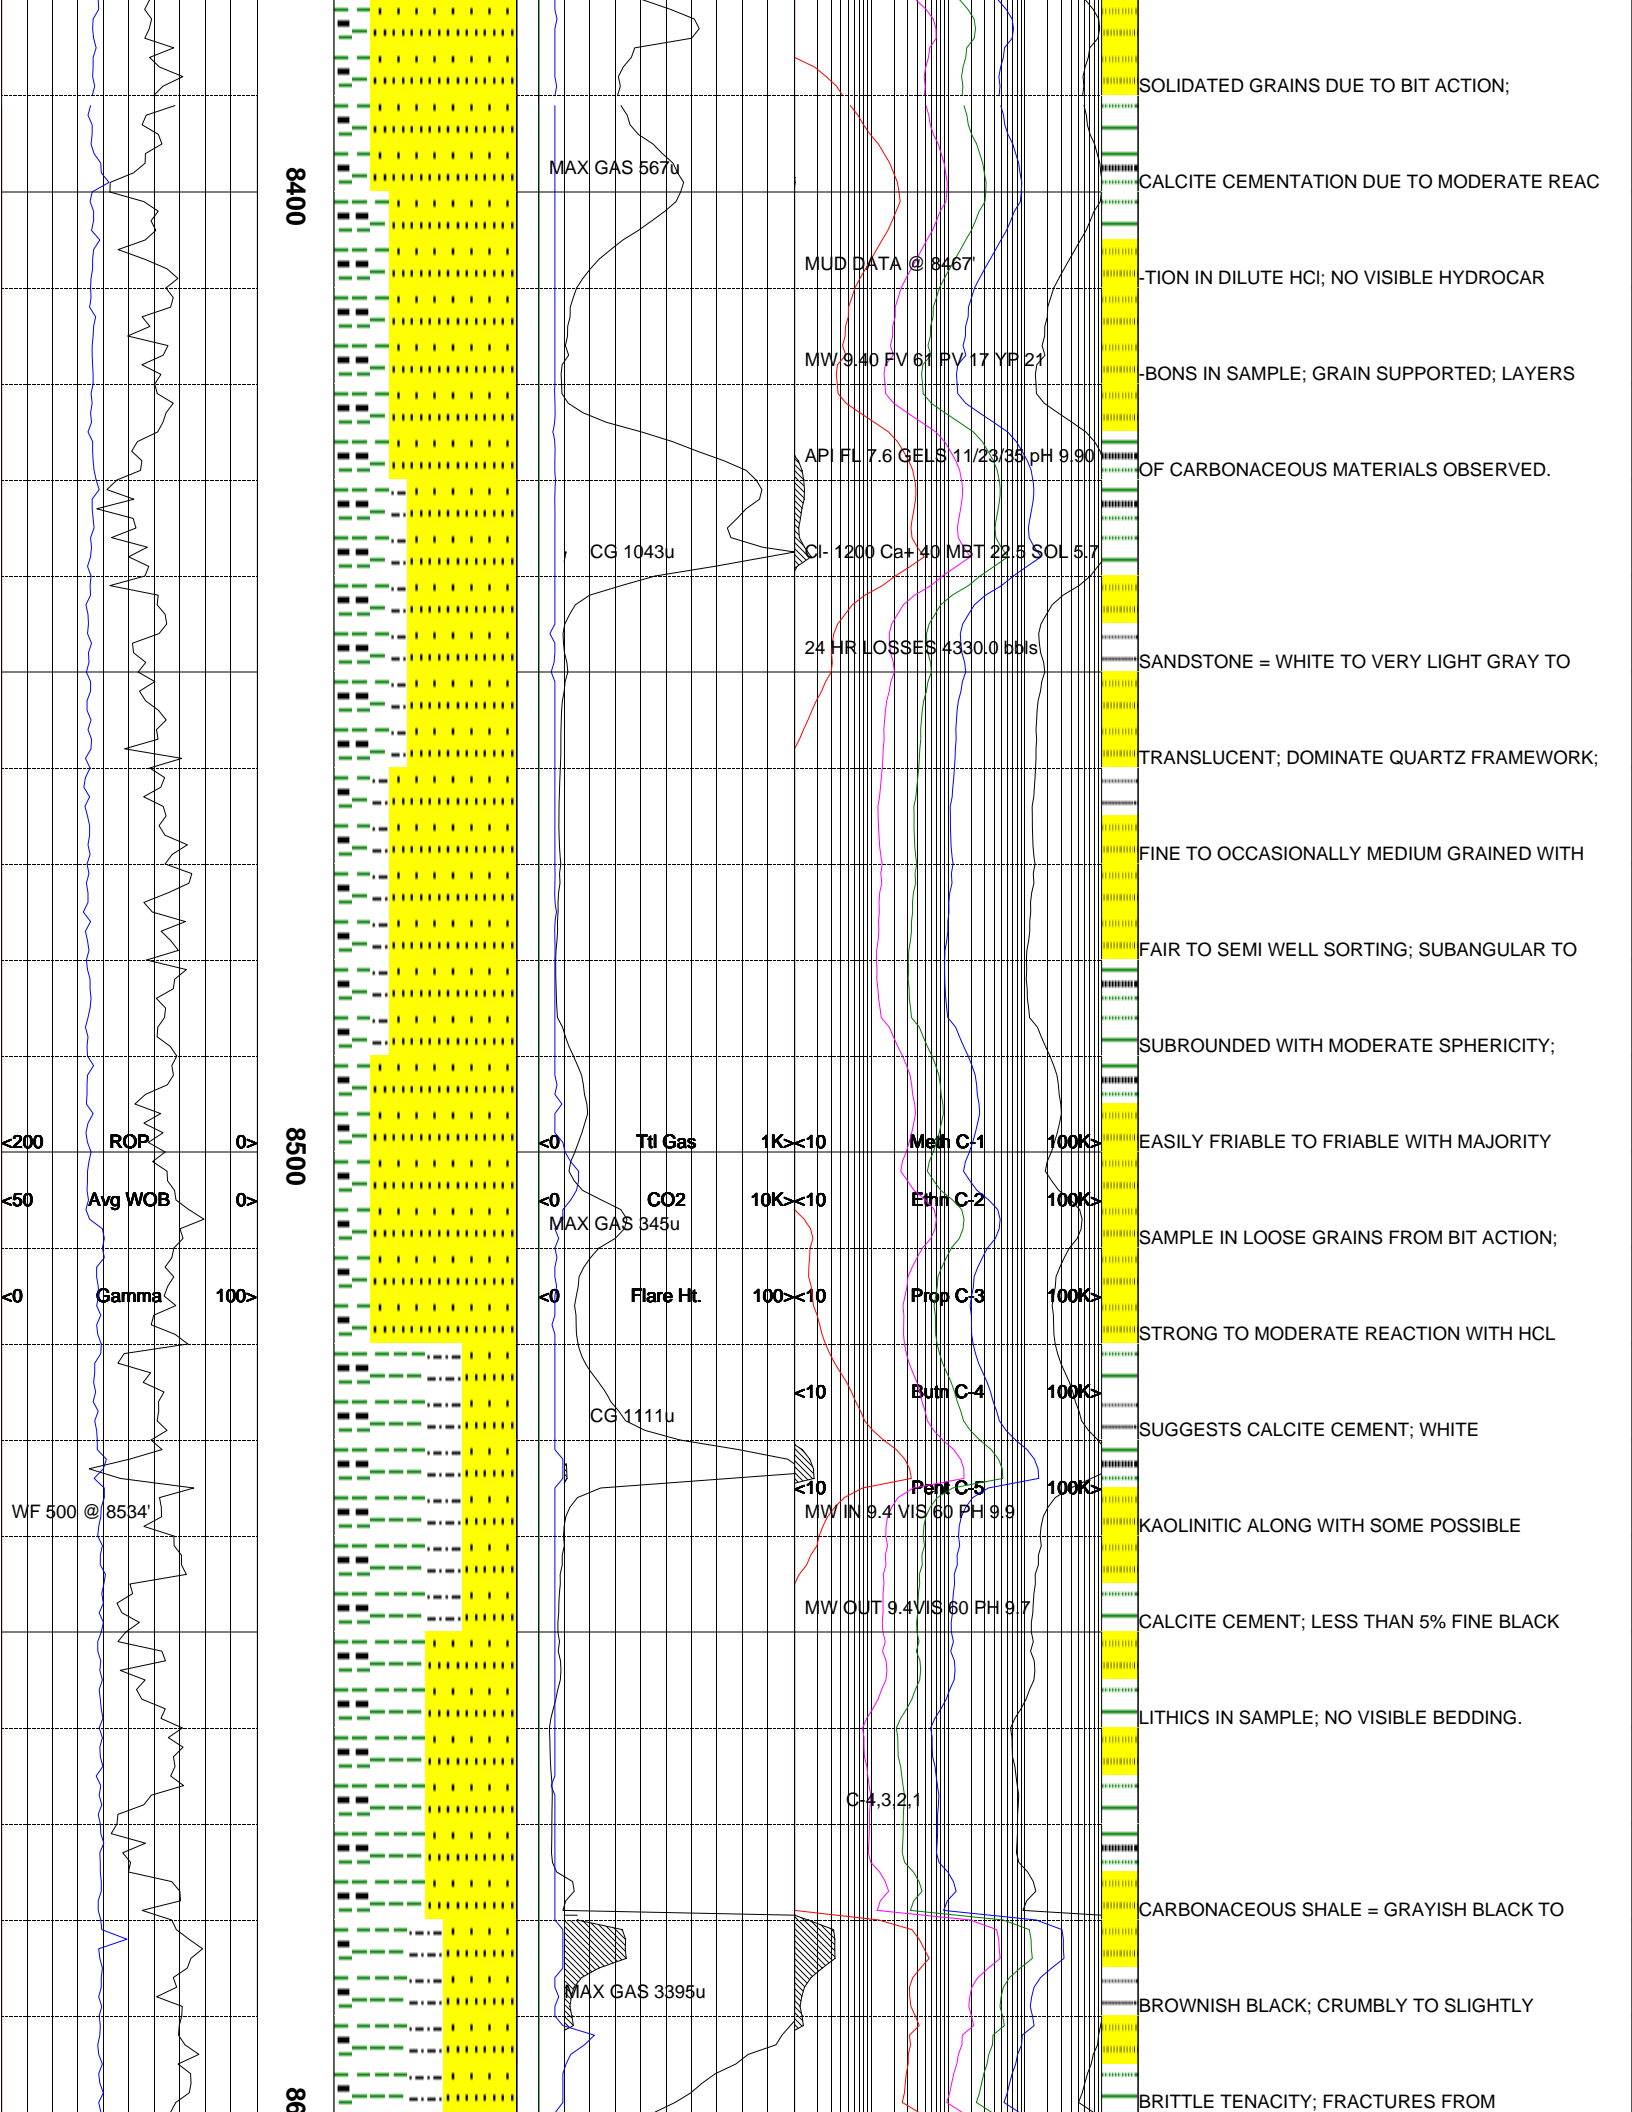 SOLIDATED GRAINS DUE TO BIT ACTION;
MAX GAS 567u
8400
CALCITE CEMENTATION DUE TO MODERATE REAC
MUD DATA @ 8467'
-TION IN DILUTE HCl; NO VISIBLE HYDROCAR
MW 9.40 FV 61 PV 17 YP 21
-BONS IN SAMPLE; GRAIN SUPPORTED; LAYERS
API FL 7.6 GELS 11/23/35 pH 9.90
OF CARBONACEOUS MATERIALS OBSERVED.
CG 1043u
Cl- 1200 Ca+ 40 MBT 22.5 SOL 5.7
24 HR LOSSES 4330.0 bbls
SANDSTONE = WHITE TO VERY LIGHT GRAY TO
TRANSLUCENT; DOMINATE QUARTZ FRAMEWORK;
FINE TO OCCASIONALLY MEDIUM GRAINED WITH
FAIR TO SEMI WELL SORTING; SUBANGULAR TO
SUBROUNDED WITH MODERATE SPHERICITY;
<200 ROP 0>
8500
<0 Ttl Gas 1K>
<10 Meth C-1 100K>
EASILY FRIABLE TO FRIABLE WITH MAJORITY
<50 Avg WOB 0>
<0 CO2 10K>
<10 Ethn C-2 100K>
MAX GAS 345u
SAMPLE IN LOOSE GRAINS FROM BIT ACTION;
<0 Gamma 100>
<0 Flare Ht. 100>
<10 Prop C-3 100K>
STRONG TO MODERATE REACTION WITH HCL
<10 Butn C-4 100K>
CG 1111u
SUGGESTS CALCITE CEMENT; WHITE
<10 Pent C-5 100K>
WF 500 @ 8534'
MW IN 9.4 VIS 60 PH 9.9
KAOLINITIC ALONG WITH SOME POSSIBLE
MW OUT 9.4VIS 60 PH 9.7
CALCITE CEMENT; LESS THAN 5% FINE BLACK
LITHICS IN SAMPLE; NO VISIBLE BEDDING.
C-4,3,2,1
CARBONACEOUS SHALE = GRAYISH BLACK TO
MAX GAS 3395u
BROWNISH BLACK; CRUMBLY TO SLIGHTLY
86
BRITTLE TENACITY; FRACTURES FROM